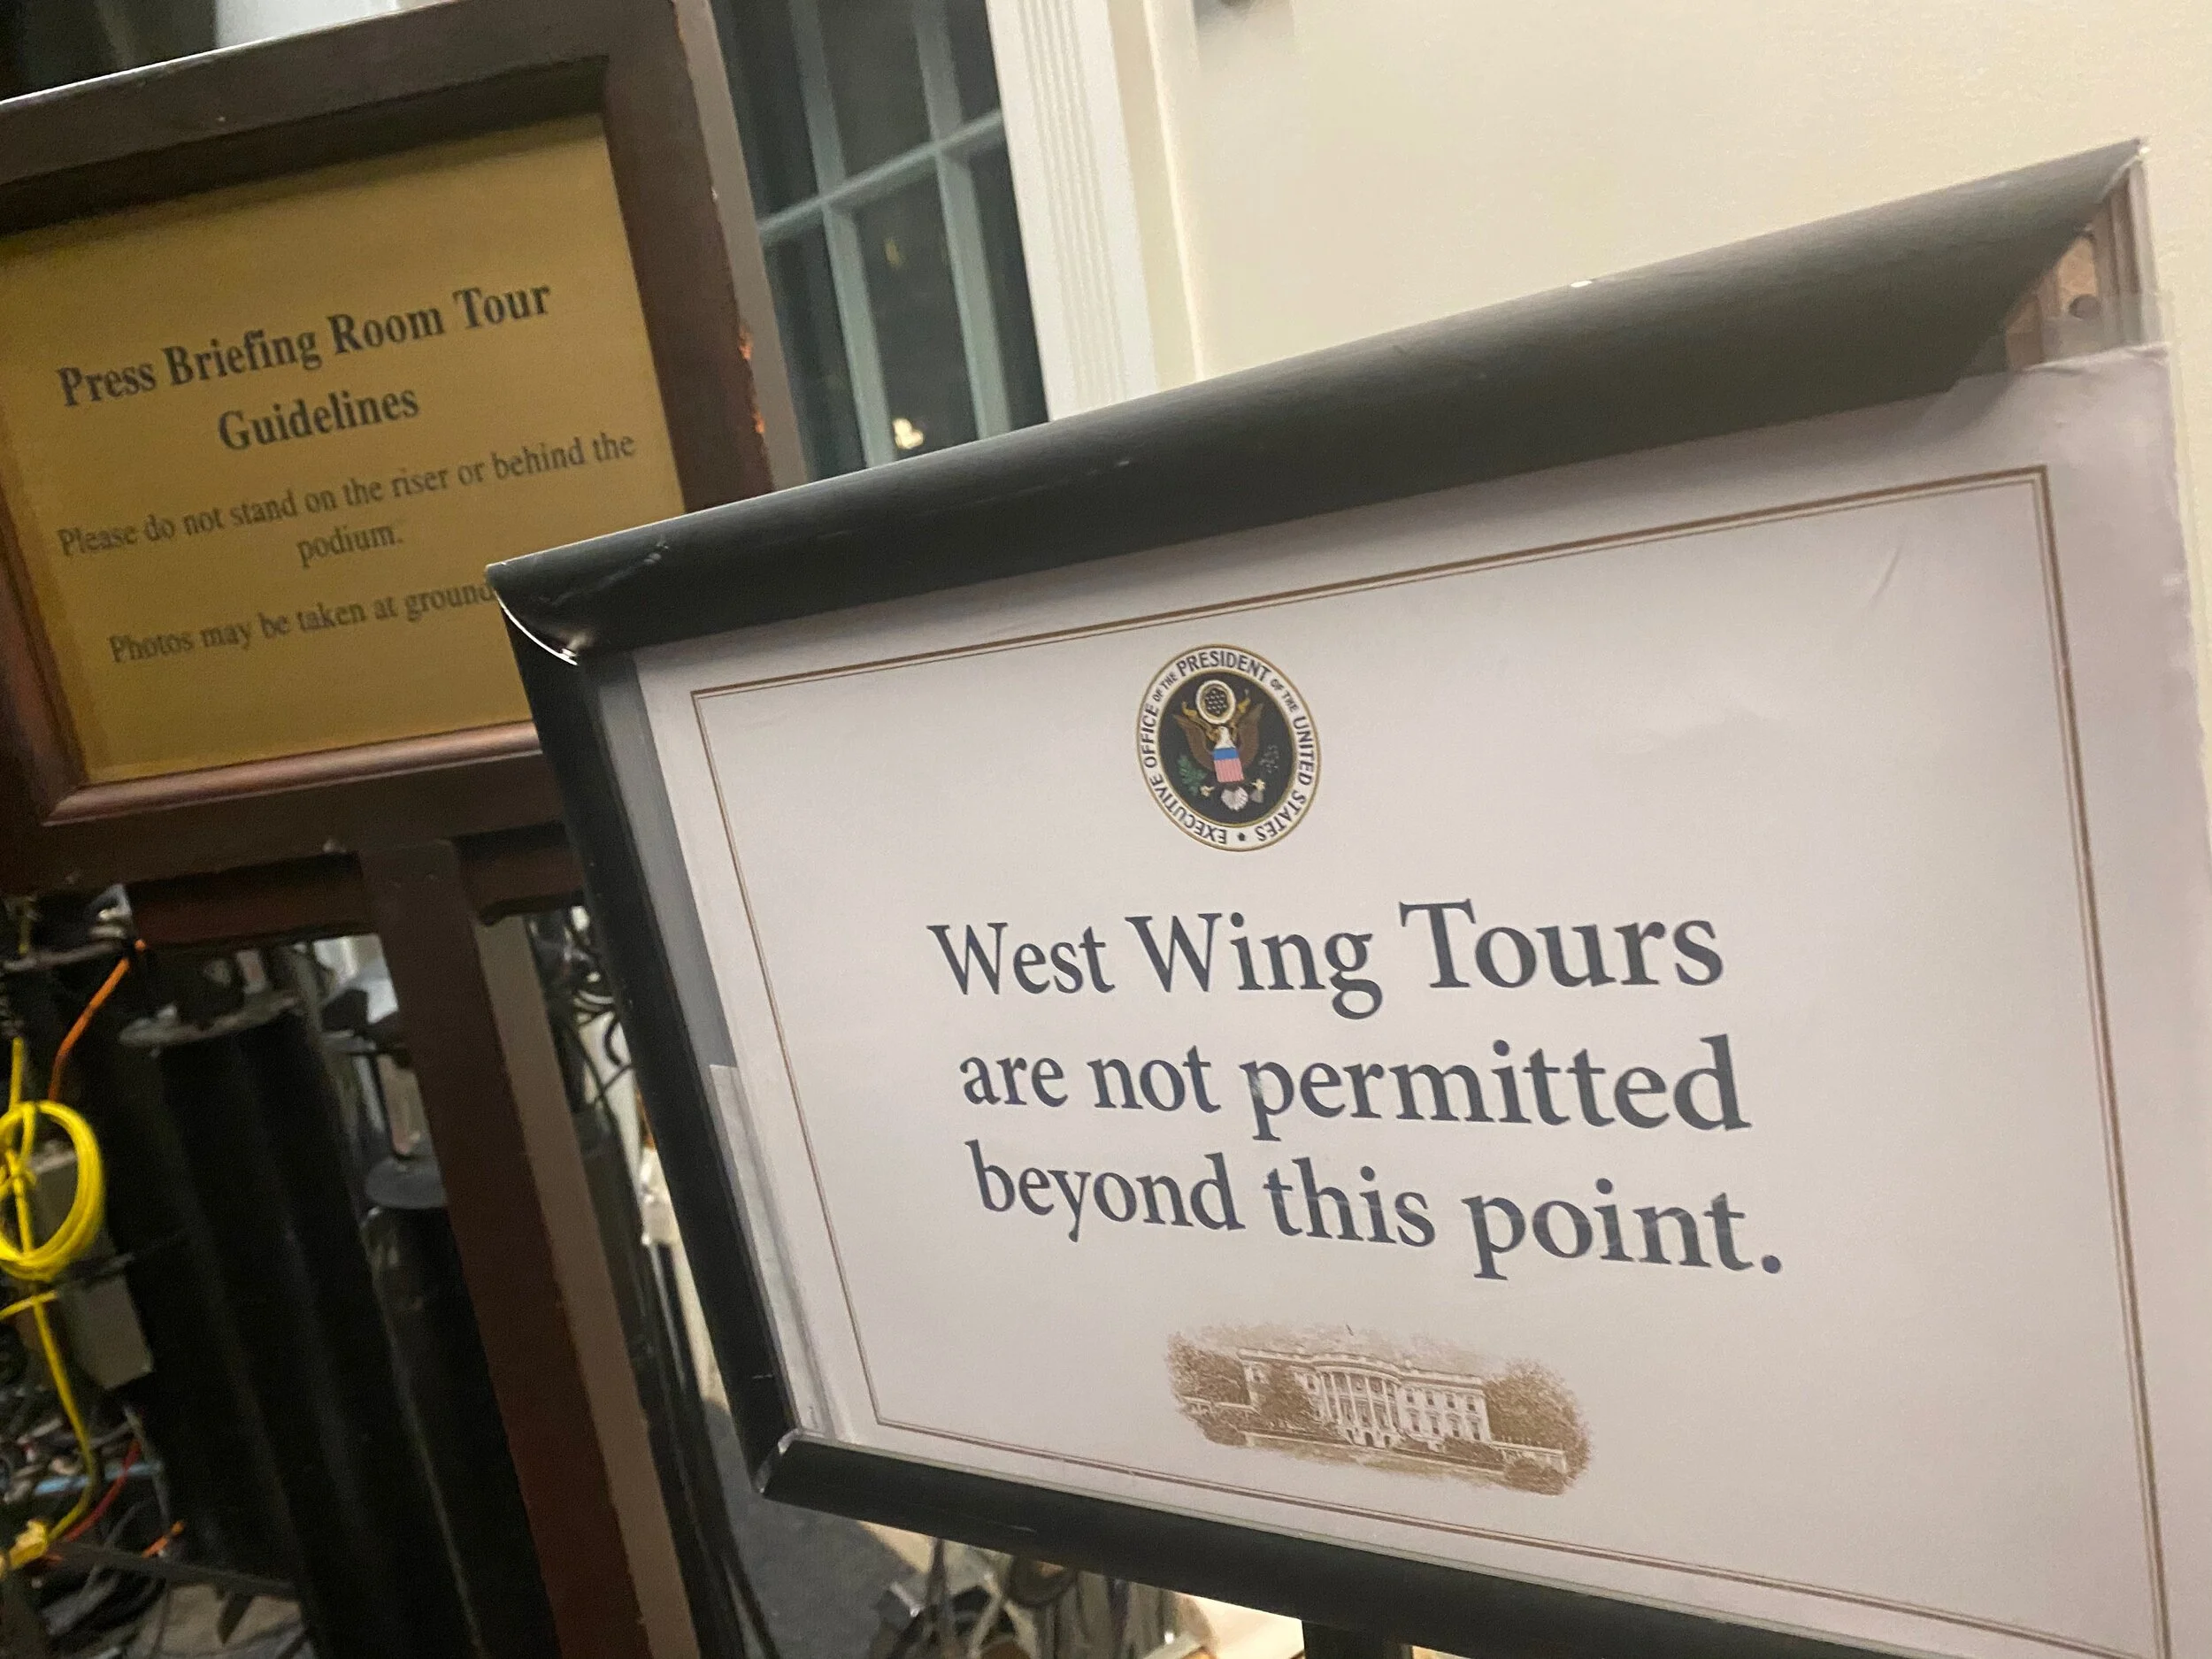 Press Briefing Room Tour
Guidelines
Please do not stand on the riser or behind the
podium.
Photos may be taken at ground
EXECUTIVE OFFICE OF THE PRESIDENT OF THE UNITED STATES
West Wing Tours
are not permitted
beyond this point.